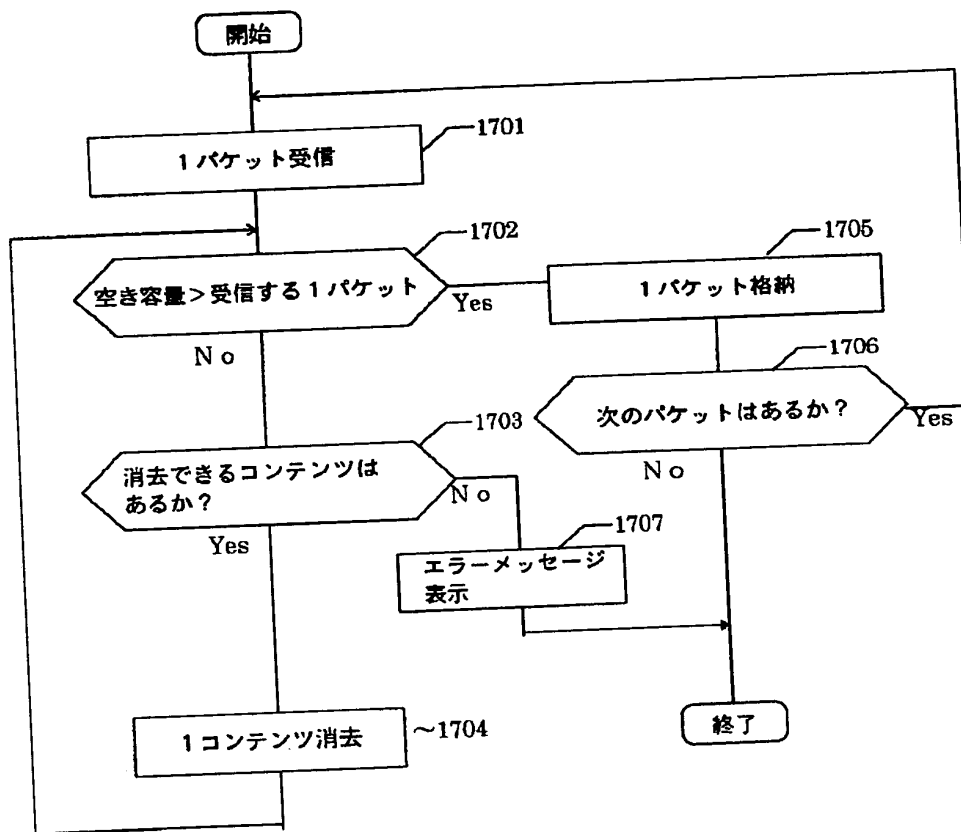 開始
1701
1パケット受信
1702
空き容量>受信する1パケット
Yes
No
1705
1パケット格納
1706
次のパケットはあるか?
Yes
No
1703
消去できるコンテンツは
あるか?
No
Yes
1707
エラーメッセージ
表示
1コンテンツ消去
~1704
終了